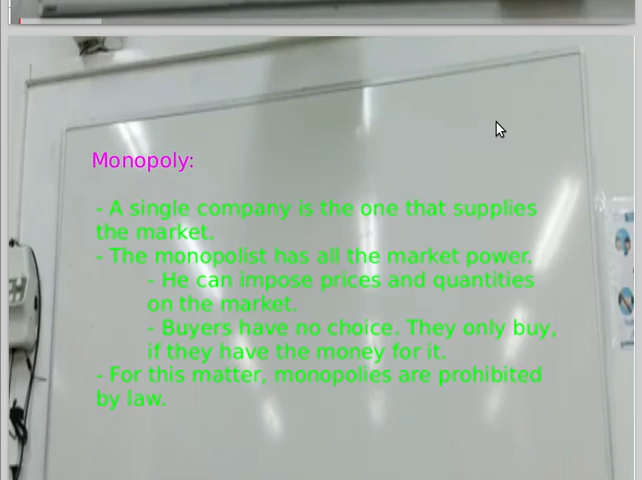 Monopoly:
- A single company is the one that supplies
the market.
- The monopolist has all the market power.
- He can impose prices and quantities
on the market.
- Buyers have no choice. They only buy,
if they have the money for it.
- For this matter, monopolies are prohibited
by law.